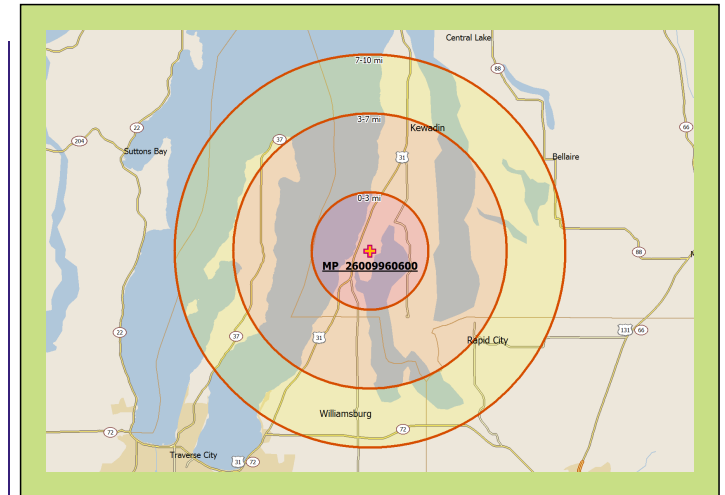 Central Lake
7-10 mi
88
66
3-7 mi
22
Kewadin
204
37
31
Suttons Bay
Bellaire
0-3 mi
MP 26009960600
88
22
37
31
131
66
Rapid City
Williamsburg
72
72
Traverse City
31
72